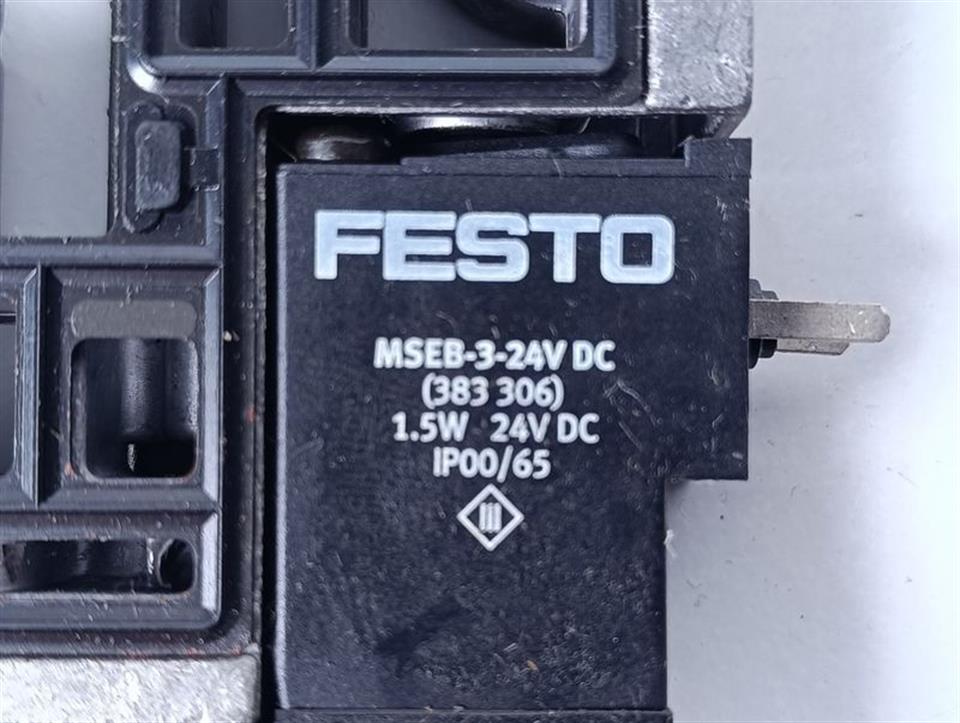 FESTO
MSEB-3-24V DC
(383 306)
1.5W 24V DC
IP00/65